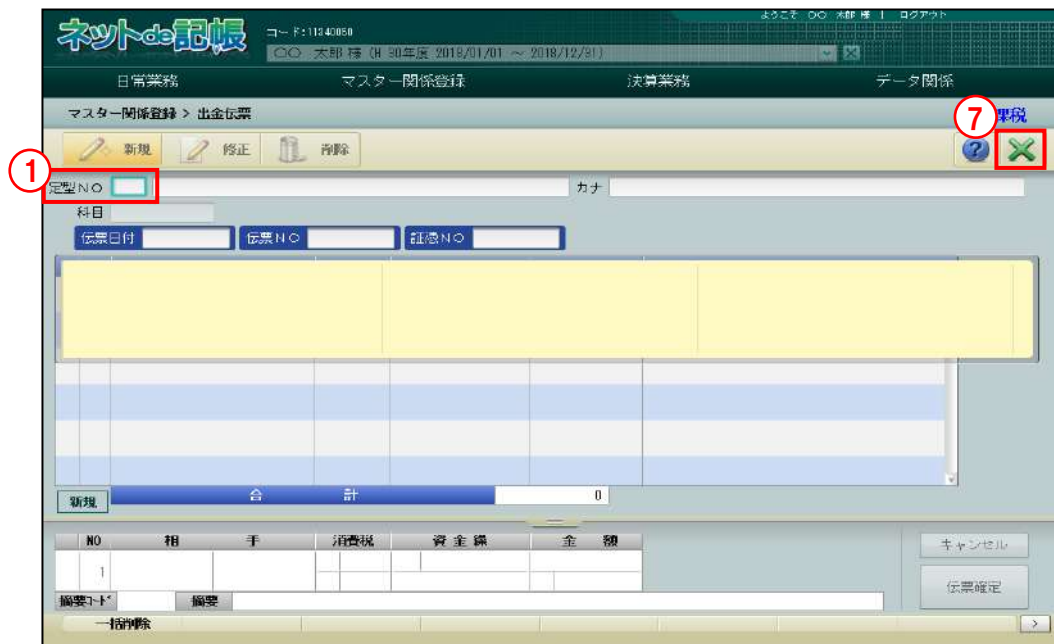 ようこそ ○○ 太郎 様 | ログアウト
ネットde記帳
コード:11340050
○○ 太郎 様 (H 30年度 2018/01/01 ～ 2018/12/31)
日常業務 マスター関係登録 決算業務 データ関係
マスター関係登録 > 出金伝票
課税
⑦
新規 修正 削除 ?
①
定型NO カナ
科目
伝票日付 伝票NO 証憑NO
新規 合 計 0
NO 相 手 消費税 資金繰 金 額
キャンセル
1
伝票確定
摘要コード 摘要
一括削除 >